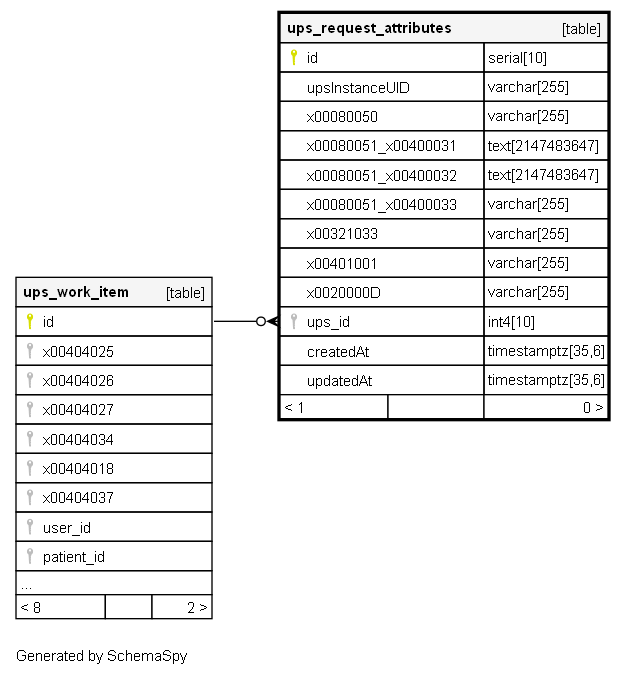 ups_request_attributes [table]
id serial[10]
upsInstanceUID varchar[255]
x00080050 varchar[255]
x00080051_x00400031 text[2147483647]
x00080051_x00400032 text[2147483647]
x00080051_x00400033 varchar[255]
x00321033 varchar[255]
x00401001 varchar[255]
x0020000D varchar[255]
ups_id int4[10]
createdAt timestamptz[35,6]
updatedAt timestamptz[35,6]
< 1 0 >
ups_work_item [table]
id
x00404025
x00404026
x00404027
x00404034
x00404018
x00404037
user_id
patient_id
...
< 8 2 >
Generated by SchemaSpy